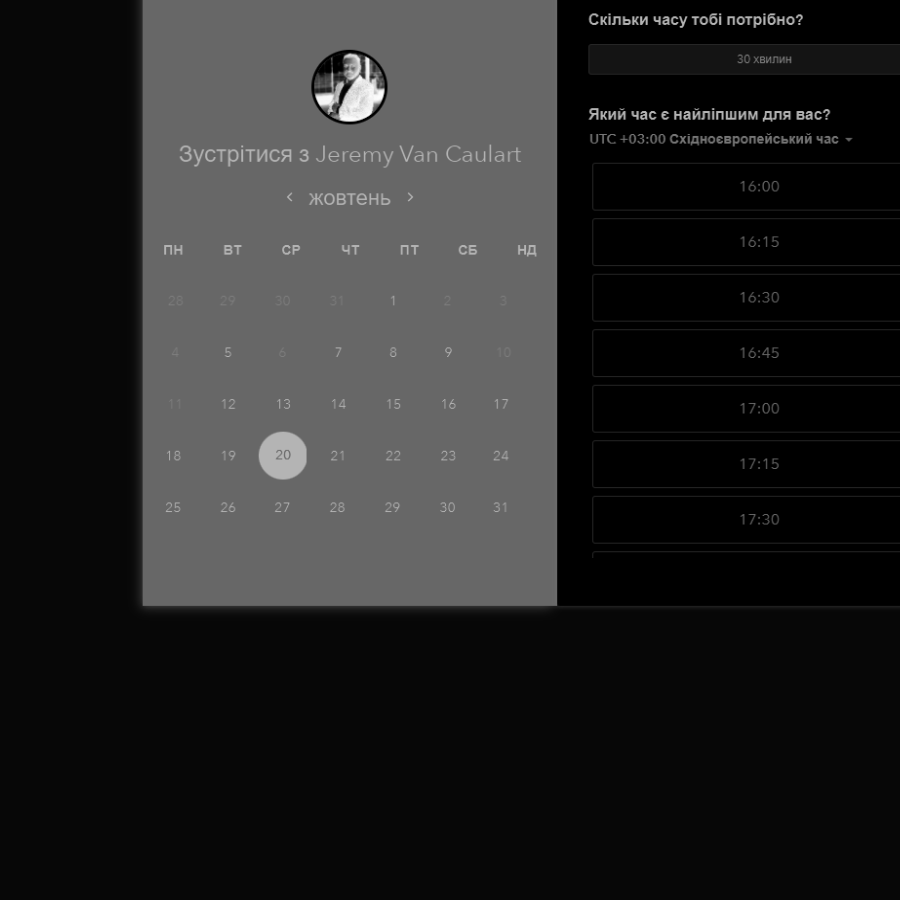 Зустрітися з Jeremy Van Caulart
жовтень
ПН ВТ СР ЧТ ПТ СБ НД
28 29 30 31 1 2 3
4 5 6 7 8 9 10
11 12 13 14 15 16 17
18 19 20 21 22 23 24
25 26 27 28 29 30 31
Скільки часу тобі потрібно?
30 хвилин
Який час є найліпшим для вас?
UTC +03:00 Східноєвропейський час
16:00
16:15
16:30
16:45
17:00
17:15
17:30